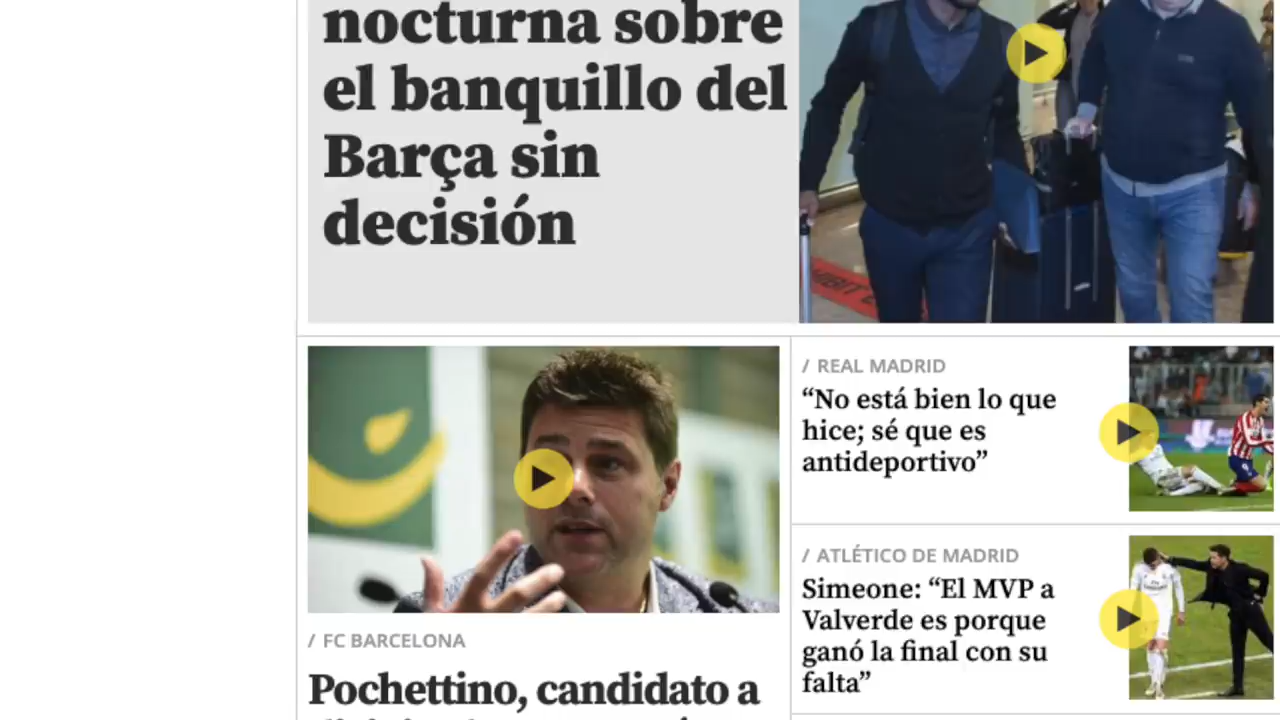 nocturna sobre
el banquillo del
Barça sin
decisión
/ FC BARCELONA
Pochettino, candidato a
/ REAL MADRID
“No está bien lo que
hice; sé que es
antideportivo”
/ ATLÉTICO DE MADRID
Simeone: “El MVP a
Valverde es porque
ganó la final con su
falta”